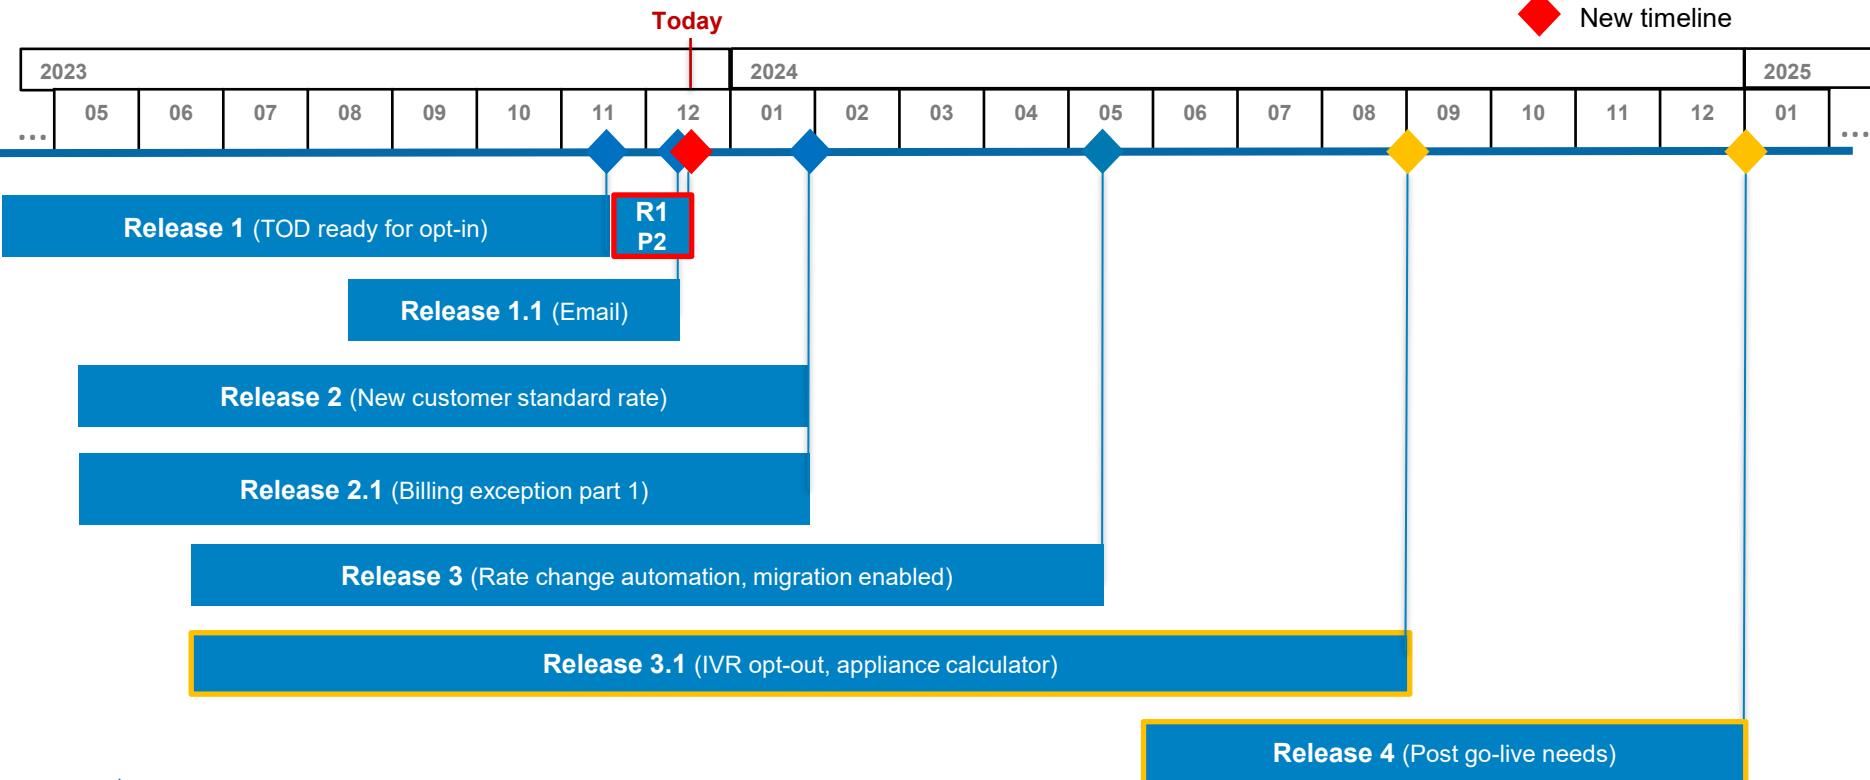 Today
New timeline
2023 2024 2025
... 05 06 07 08 09 10 11 12 01 02 03 04 05 06 07 08 09 10 11 12 01 ...
Release 1 (TOD ready for opt-in)
R1
P2
Release 1.1 (Email)
Release 2 (New customer standard rate)
Release 2.1 (Billing exception part 1)
Release 3 (Rate change automation, migration enabled)
Release 3.1 (IVR opt-out, appliance calculator)
Release 4 (Post go-live needs)